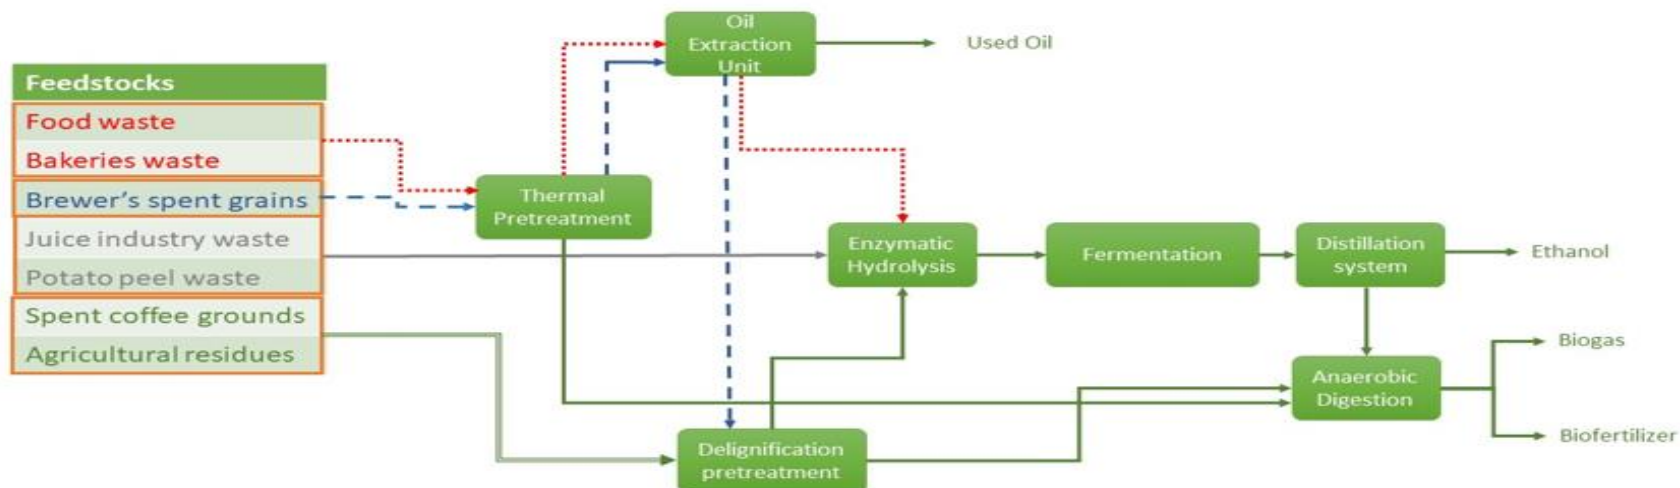 Oil
Extraction
Unit
Used Oil
Feedstocks
Food waste
Bakeries waste
Brewer's spent grains
Juice industry waste
Potato peel waste
Spent coffee grounds
Agricultural residues
Thermal
Pretreatment
Enzymatic
Hydrolysis
Fermentation
Distillation
system
Ethanol
Biogas
Anaerobic
Digestion
Biofertilizer
Delignification
pretreatment